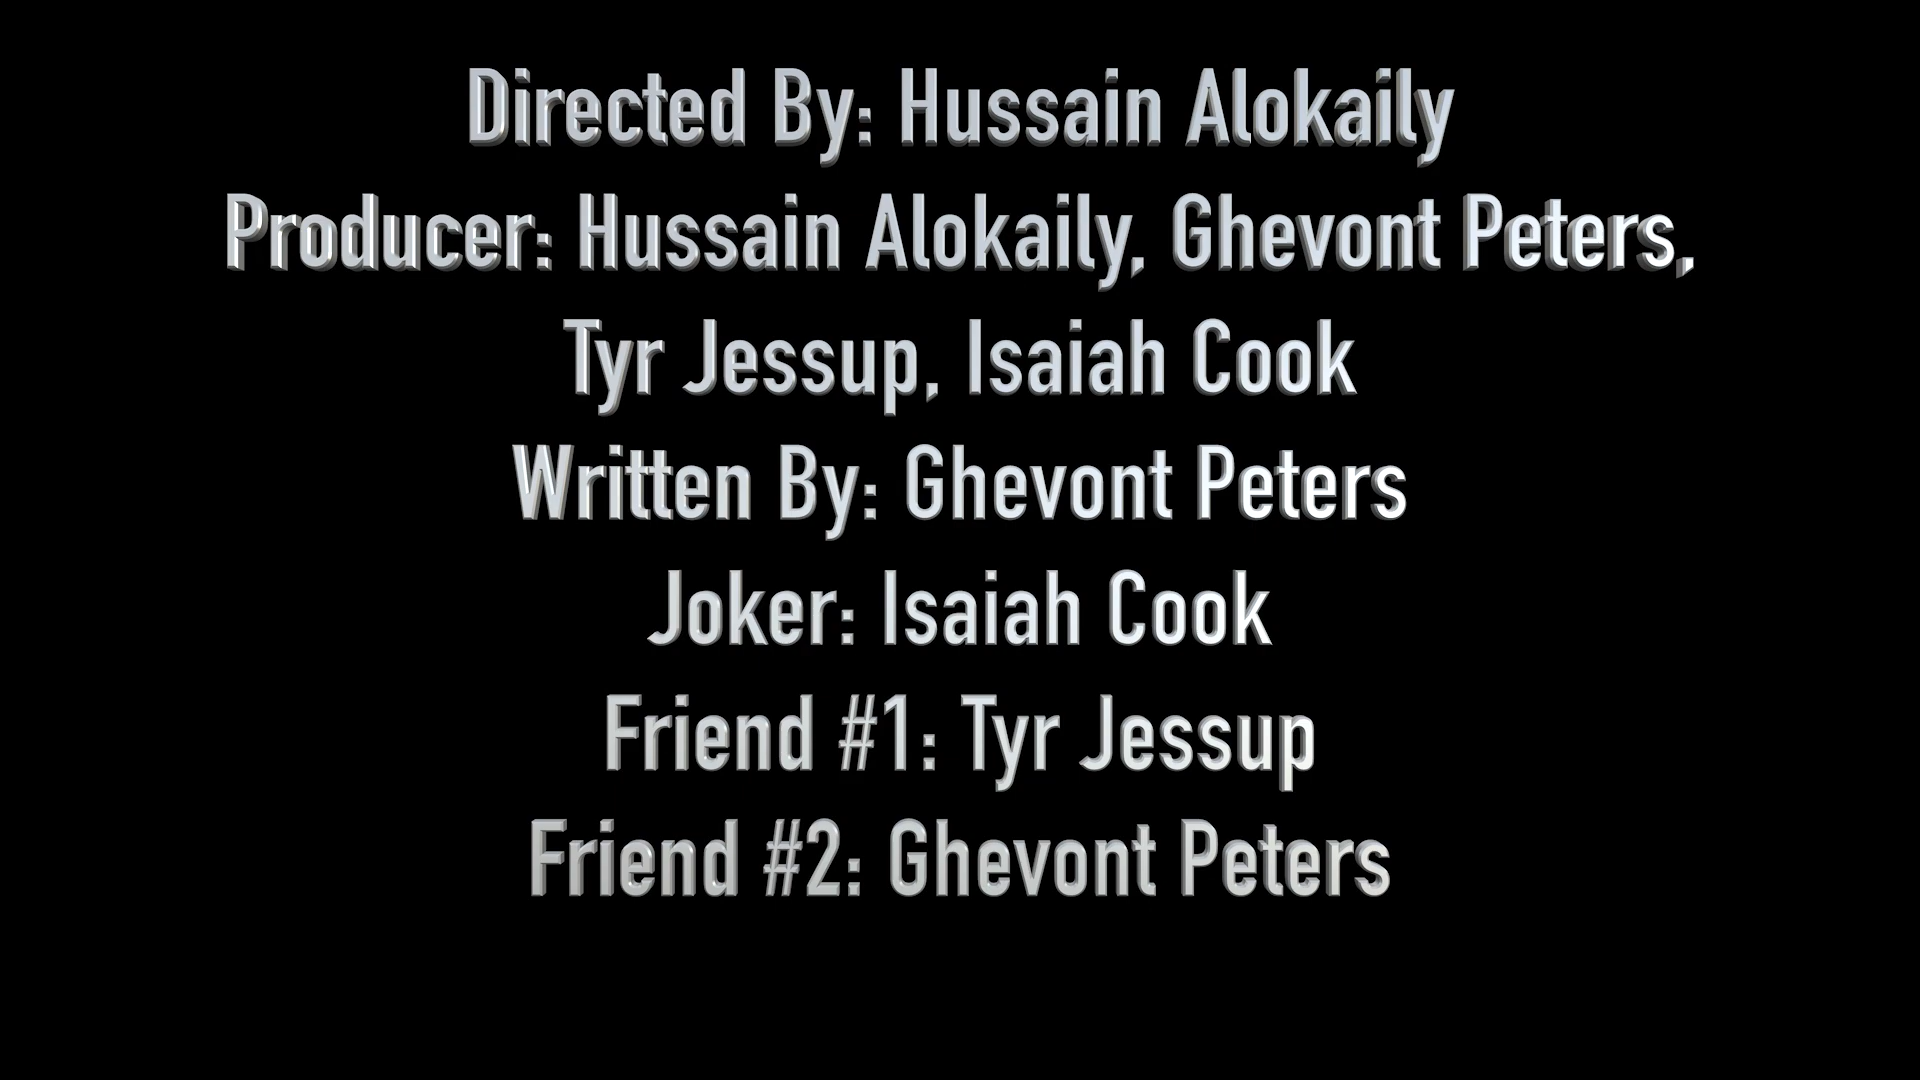 Directed By: Hussain Alokaily
Producer: Hussain Alokaily, Ghevont Peters,
Tyr Jessup, Isaiah Cook
Written By: Ghevont Peters
Joker: Isaiah Cook
Friend #1: Tyr Jessup
Friend #2: Ghevont Peters